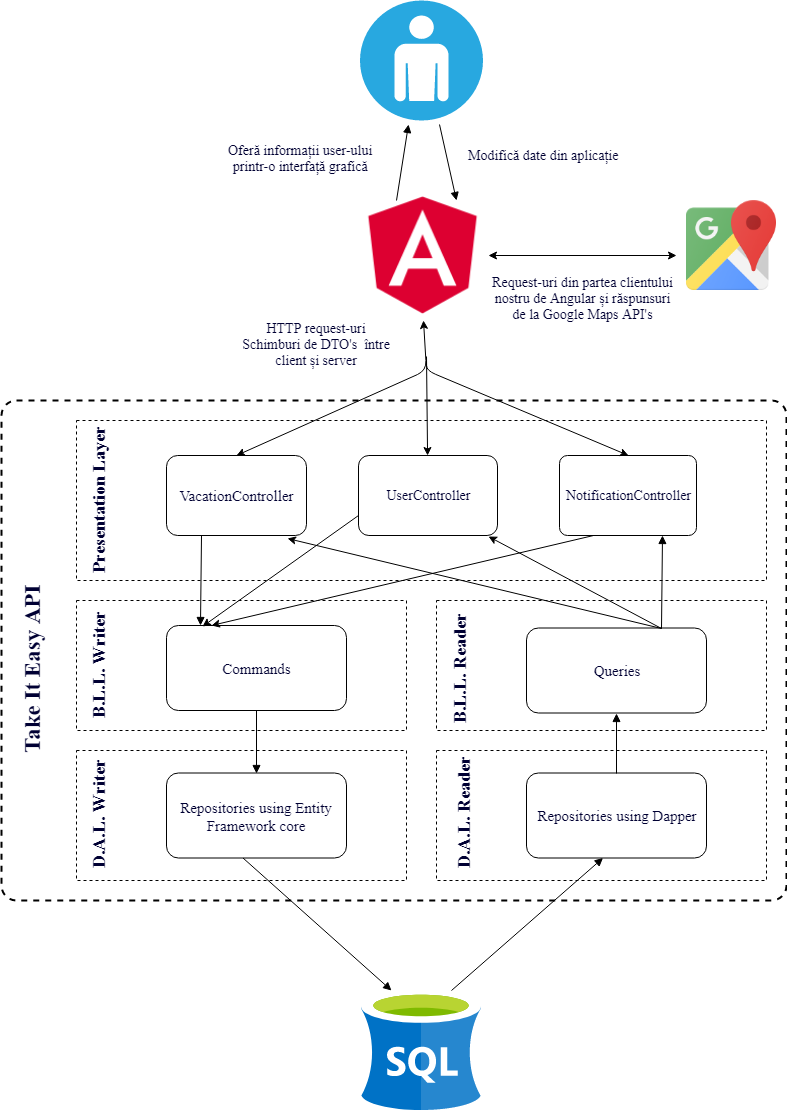 Oferă informații user-ului
printr-o interfață grafică
Modifică date din aplicație
A
G
Request-uri din partea clientului
nostru de Angular și răspunsuri
de la Google Maps API's
HTTP request-uri
Schimburi de DTO's între
client și server
Take It Easy API
Presentation Layer
VacationController
UserController
NotificationController
B.L.L. Writer
Commands
B.L.L. Reader
Queries
D.A.L. Writer
Repositories using Entity
Framework core
D.A.L. Reader
Repositories using Dapper
SQL